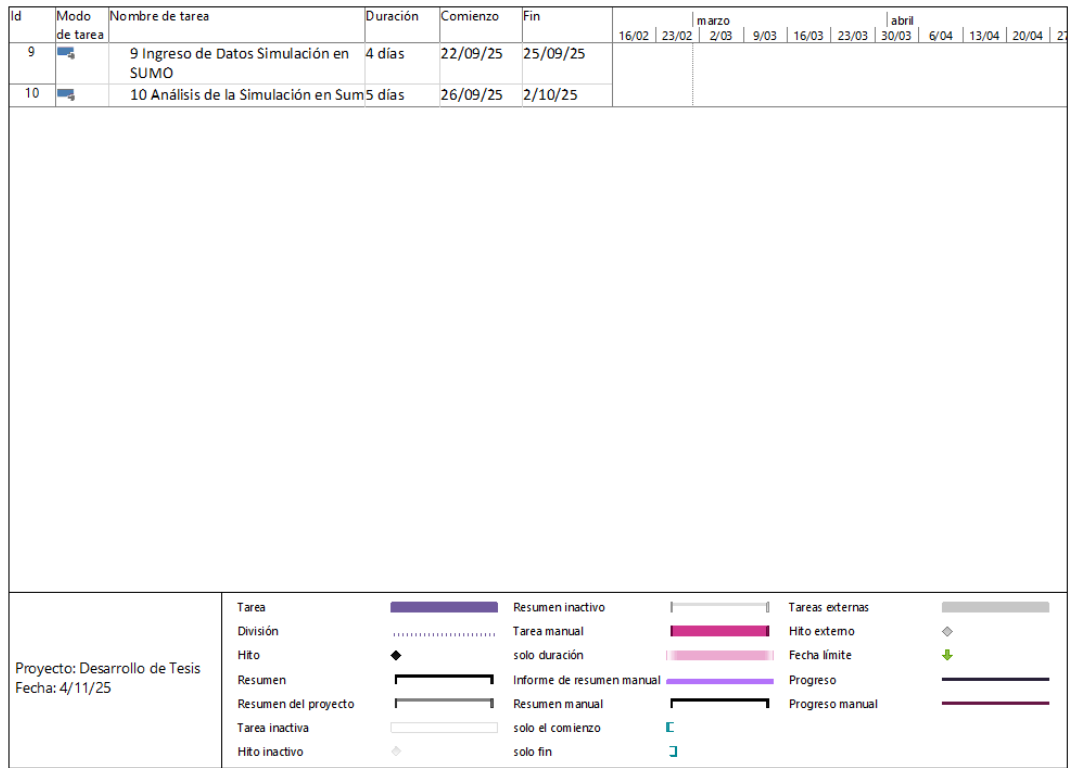 Id Modo de tarea Nombre de tarea Duración Comienzo Fin
marzo abril
16/02 23/02 2/03 9/03 16/03 23/03 30/03 6/04 13/04 20/04 27
9 9 Ingreso de Datos Simulación en SUMO 4 días 22/09/25 25/09/25
10 10 Análisis de la Simulación en Sum 5 días 26/09/25 2/10/25
Proyecto: Desarrollo de Tesis
Fecha: 4/11/25
Tarea
División
Hito
Resumen
Resumen del proyecto
Tarea inactiva
Hito inactivo
Resumen inactivo
Tarea manual
solo duración
Informe de resumen manual
Resumen manual
solo el comienzo
solo fin
Tareas externas
Hito externo
Fecha límite
Progreso
Progreso manual